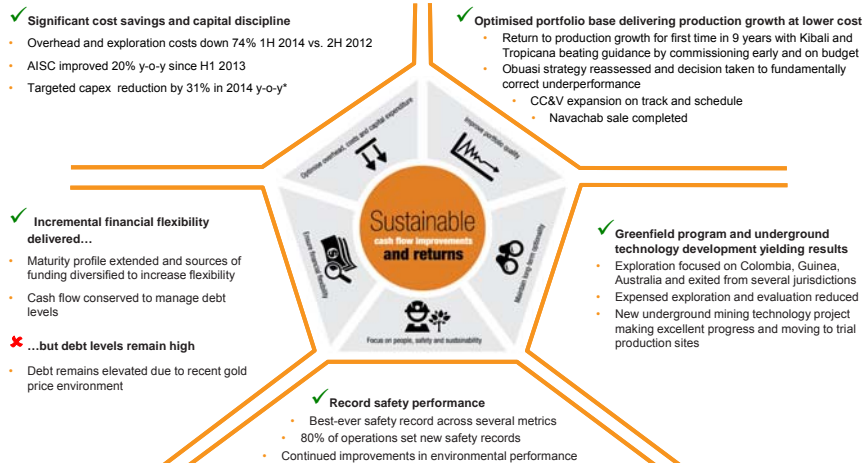 ✓ Significant cost savings and capital discipline
• Overhead and exploration costs down 74% 1H 2014 vs. 2H 2012
• AISC improved 20% y-o-y since H1 2013
• Targeted capex reduction by 31% in 2014 y-o-y*
✓ Optimised portfolio base delivering production growth at lower cost
• Return to production growth for first time in 9 years with Kibali and
Tropicana beating guidance by commissioning early and on budget
• Obuasi strategy reassessed and decision taken to fundamentally
correct underperformance
• CC&V expansion on track and schedule
• Navachab sale completed
Optimise overhead, costs and capital expenditure
Improve portfolio quality
Ensure financial flexibility
Sustainable
cash flow improvements
and returns
Maintain long-term optionality
Focus on people, safety and sustainability
✓ Incremental financial flexibility
delivered…
• Maturity profile extended and sources of
funding diversified to increase flexibility
• Cash flow conserved to manage debt
levels
✘ …but debt levels remain high
• Debt remains elevated due to recent gold
price environment
✓ Greenfield program and underground
technology development yielding results
• Exploration focused on Colombia, Guinea,
Australia and exited from several jurisdictions
• Expensed exploration and evaluation reduced
• New underground mining technology project
making excellent progress and moving to trial
production sites
✓ Record safety performance
• Best-ever safety record across several metrics
• 80% of operations set new safety records
• Continued improvements in environmental performance